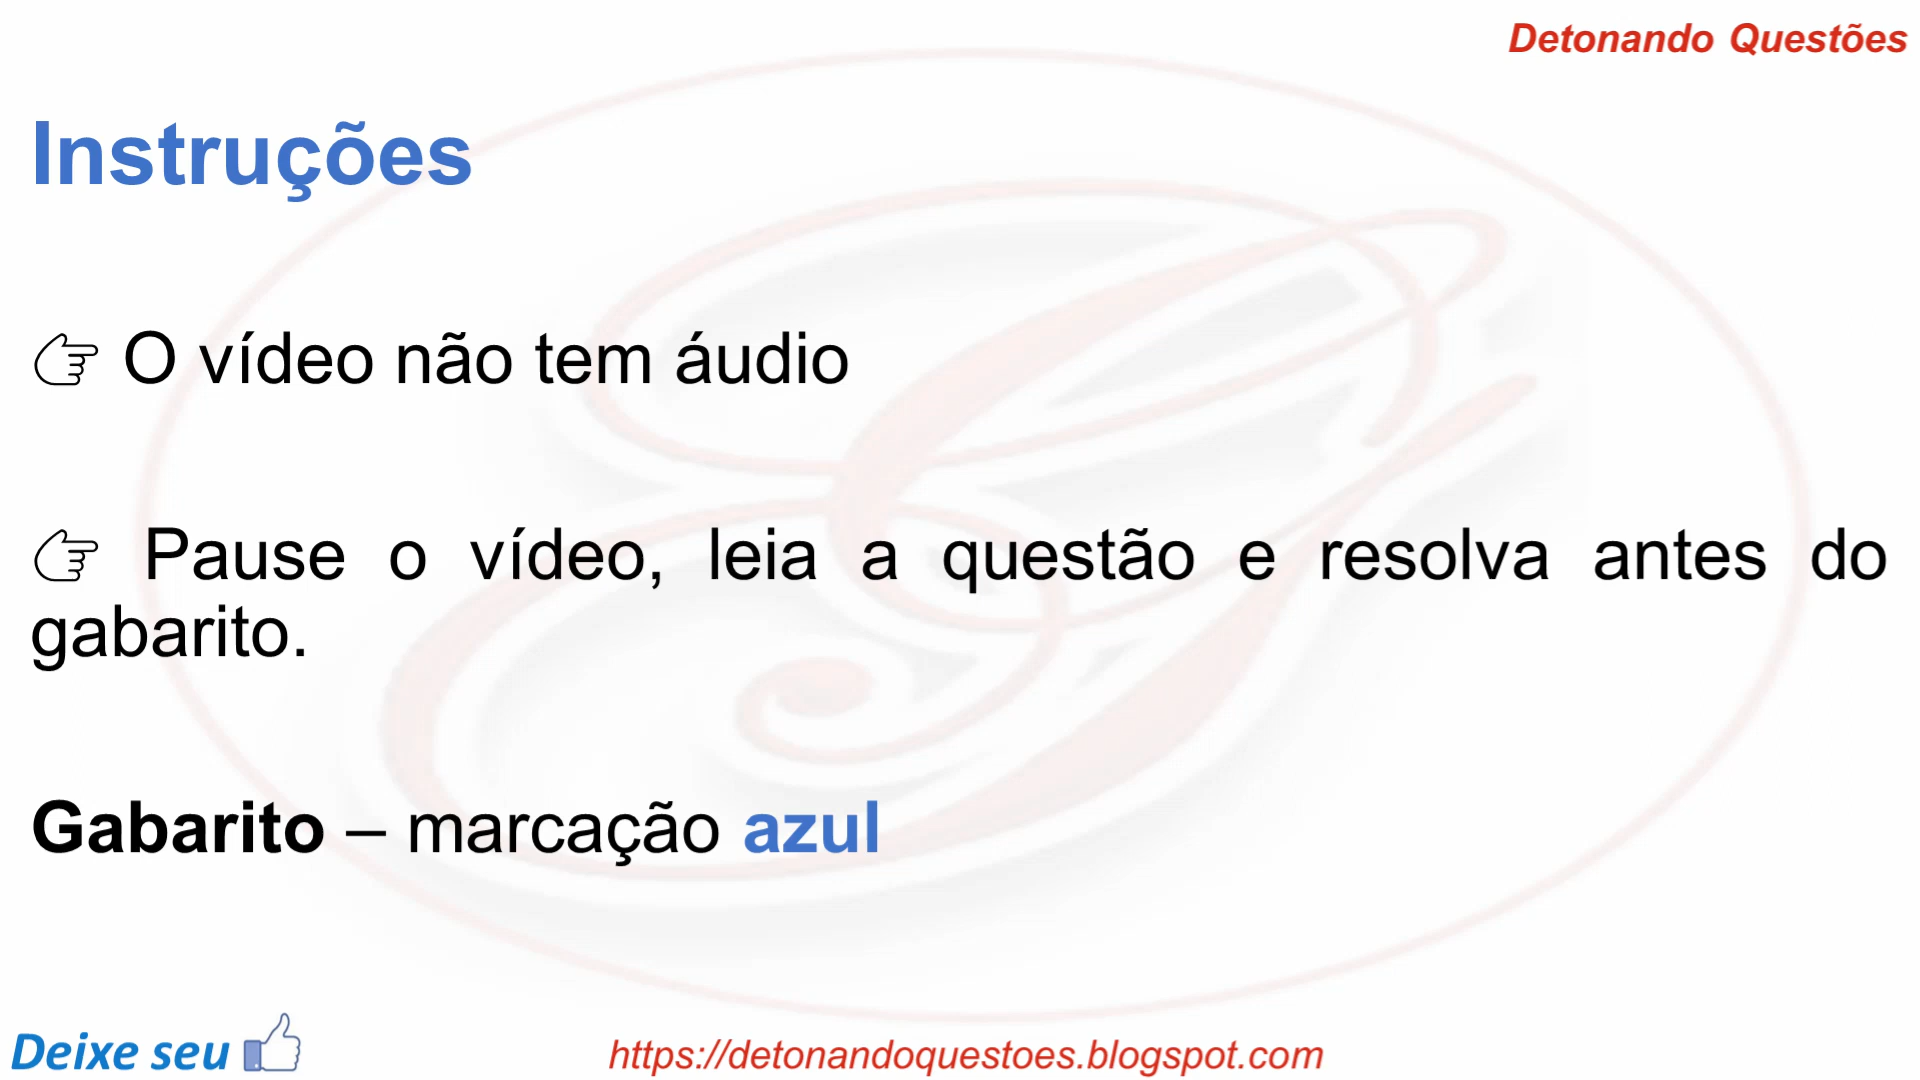 Detonando Questões
Instruções
👉 O vídeo não tem áudio
👉 Pause o vídeo, leia a questão e resolva antes do
gabarito.
Gabarito – marcação azul
Deixe seu
https://detonandoquestoes.blogspot.com